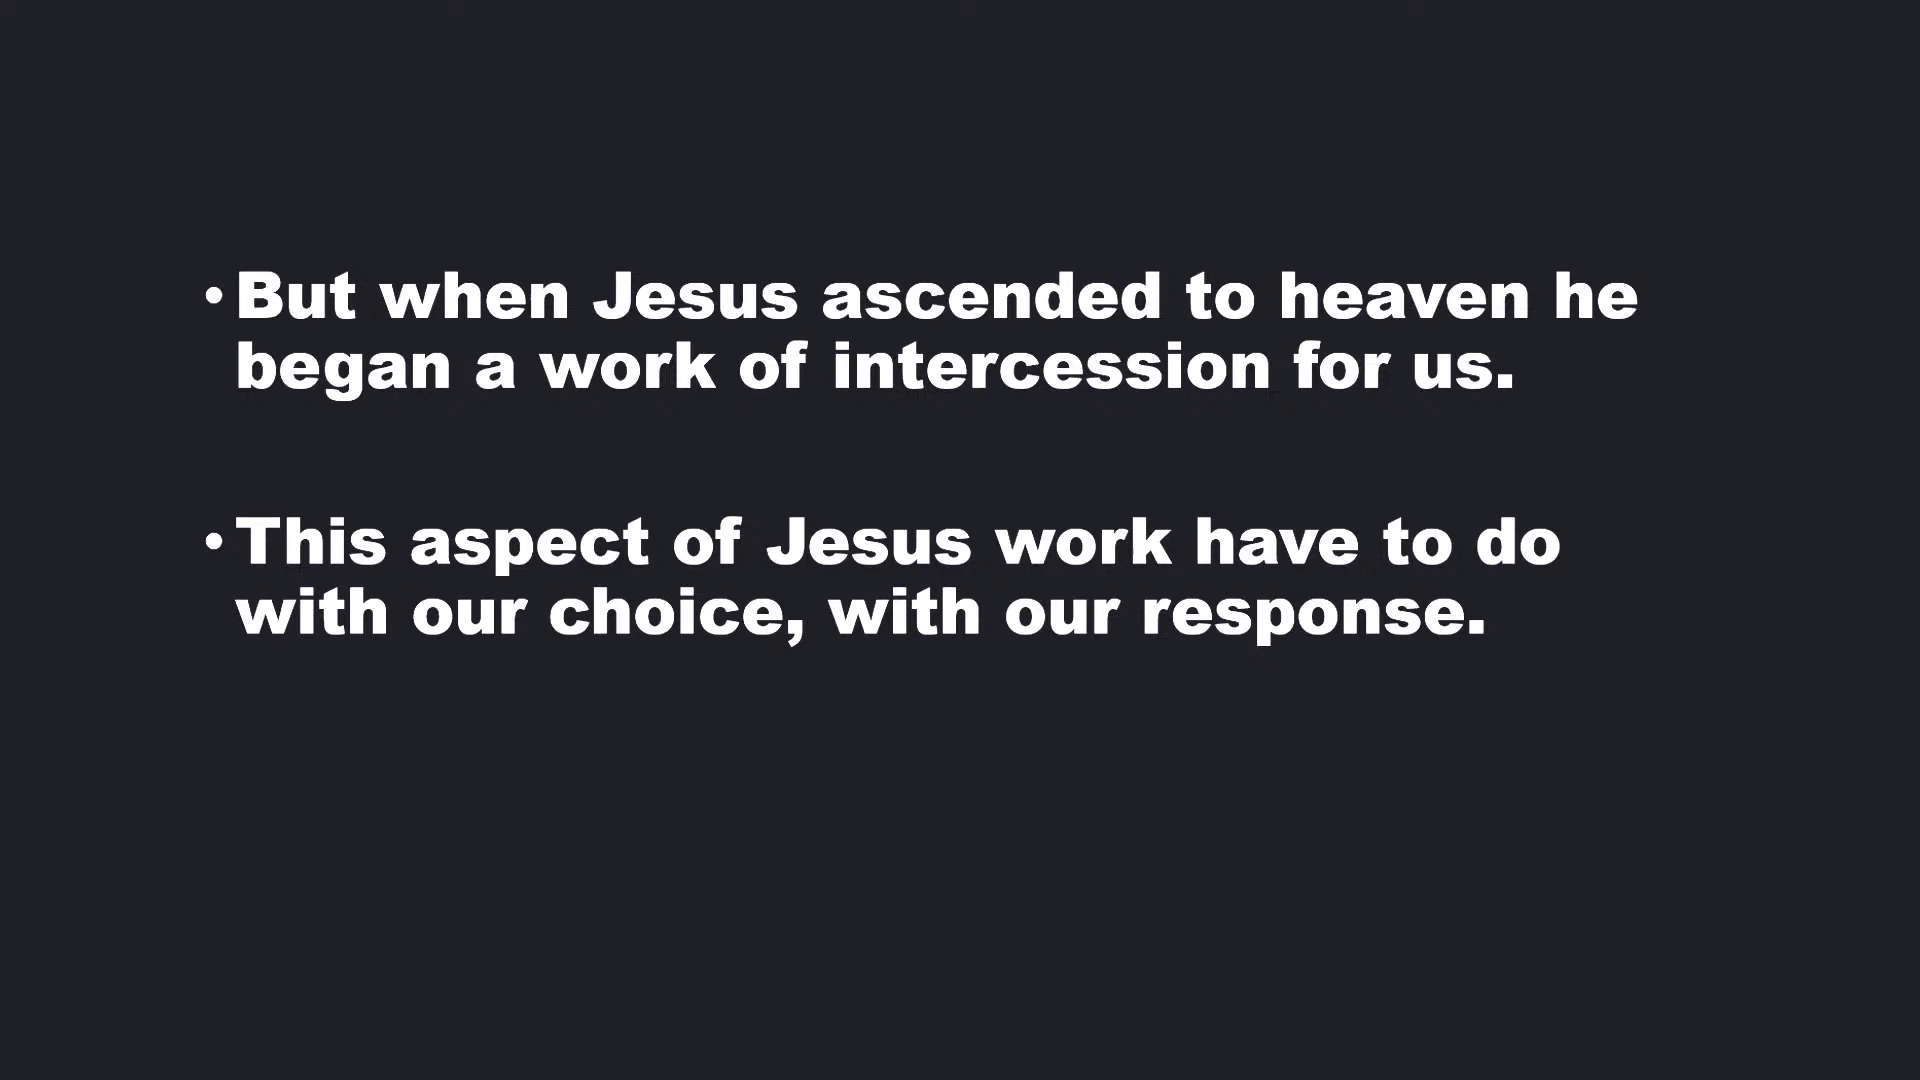 •But when Jesus ascended to heaven he
began a work of intercession for us.
•This aspect of Jesus work have to do
with our choice, with our response.